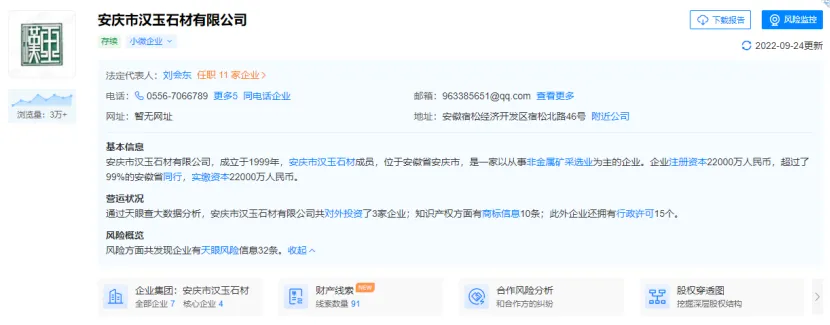 安庆市汉玉石材有限公司
下载报告
风险监控
存续
小微企业
2022-09-24更新
法定代表人：刘会东 任职 11 家企业>
电话：0556-7066789 更多5 同电话企业
邮箱：963385651@qq.com 查看更多
浏览量：3万+
网址：暂无网址
地址：安徽宿松经济开发区宿松北路46号 附近公司
基本信息
安庆市汉玉石材有限公司，成立于1999年，安庆市汉玉石材成员，位于安徽省安庆市，是一家以从事非金属矿采选业为主的企业。企业注册资本22000万人民币，超过了
99%的安徽省同行，实缴资本22000万人民币。
营运状况
通过天眼查大数据分析，安庆市汉玉石材有限公司共对外投资了3家企业；知识产权方面有商标信息10条；此外企业还拥有行政许可15个。
风险概览
风险方面共发现企业有天眼风险信息32条。收起
企业集团：安庆市汉玉石材
全部企业 7 核心企业 4
财产线索 NEW
线索数量 91
合作风险分析
和合作方的纠纷
股权穿透图
挖掘深层股权结构